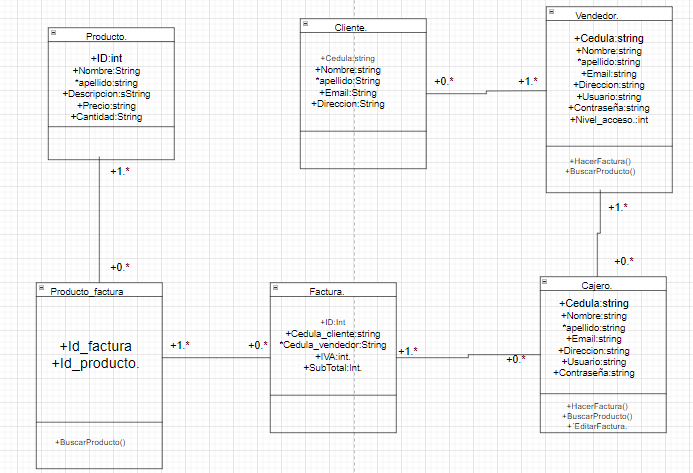 Producto.
+ID:int
+Nombre:String
*apellido:string
+Descripcion:sString
+Precio:string
+Cantidad:String
Cliente.
+Cedula:string
+Nombre:string
*apellido:String
+Email:String
+Direccion:String
Vendedor.
+Cedula:string
+Nombre:string
*apellido:string
+Email:string
+Direccion:string
+Usuario:string
+Contraseña:string
+Nivel_acceso.:int
+HacerFactura()
+BuscarProducto()
+0.*
+1.*
+1.*
+0.*
+1.*
+0.*
Producto_factura
+Id_factura
+Id_producto.
+BuscarProducto()
+1.*
+0.*
Factura.
+ID:Int
+Cedula_cliente:string
*Cedula_vendedor:String
+IVA:int.
+SubTotal:Int.
+1.*
+0.*
Cajero.
+Cedula:string
+Nombre:string
*apellido:string
+Email:string
+Direccion:string
+Usuario:string
+Contraseña:string
+HacerFactura()
+BuscarProducto()
+´EditarFactura.